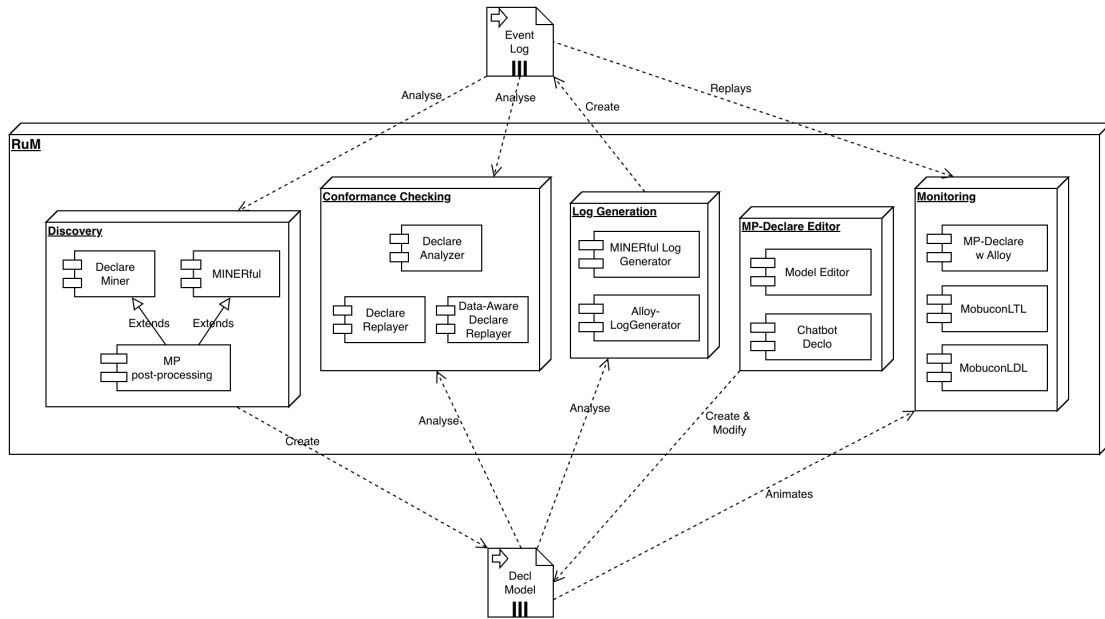 Event
Log
Analyse
Analyse
Create
Replays
RuM
Discovery
Declare
Miner
MINERful
Extends
Extends
MP
post-processing
Conformance Checking
Declare
Analyzer
Declare
Replayer
Data-Aware
Declare
Replayer
Log Generation
MINERful Log
Generator
Alloy-
LogGenerator
MP-Declare Editor
Model Editor
Chatbot
Declo
Monitoring
MP-Declare
w Alloy
MobuconLTL
MobuconLDL
Create
Analyse
Analyse
Create &
Modify
Animates
Decl
Model